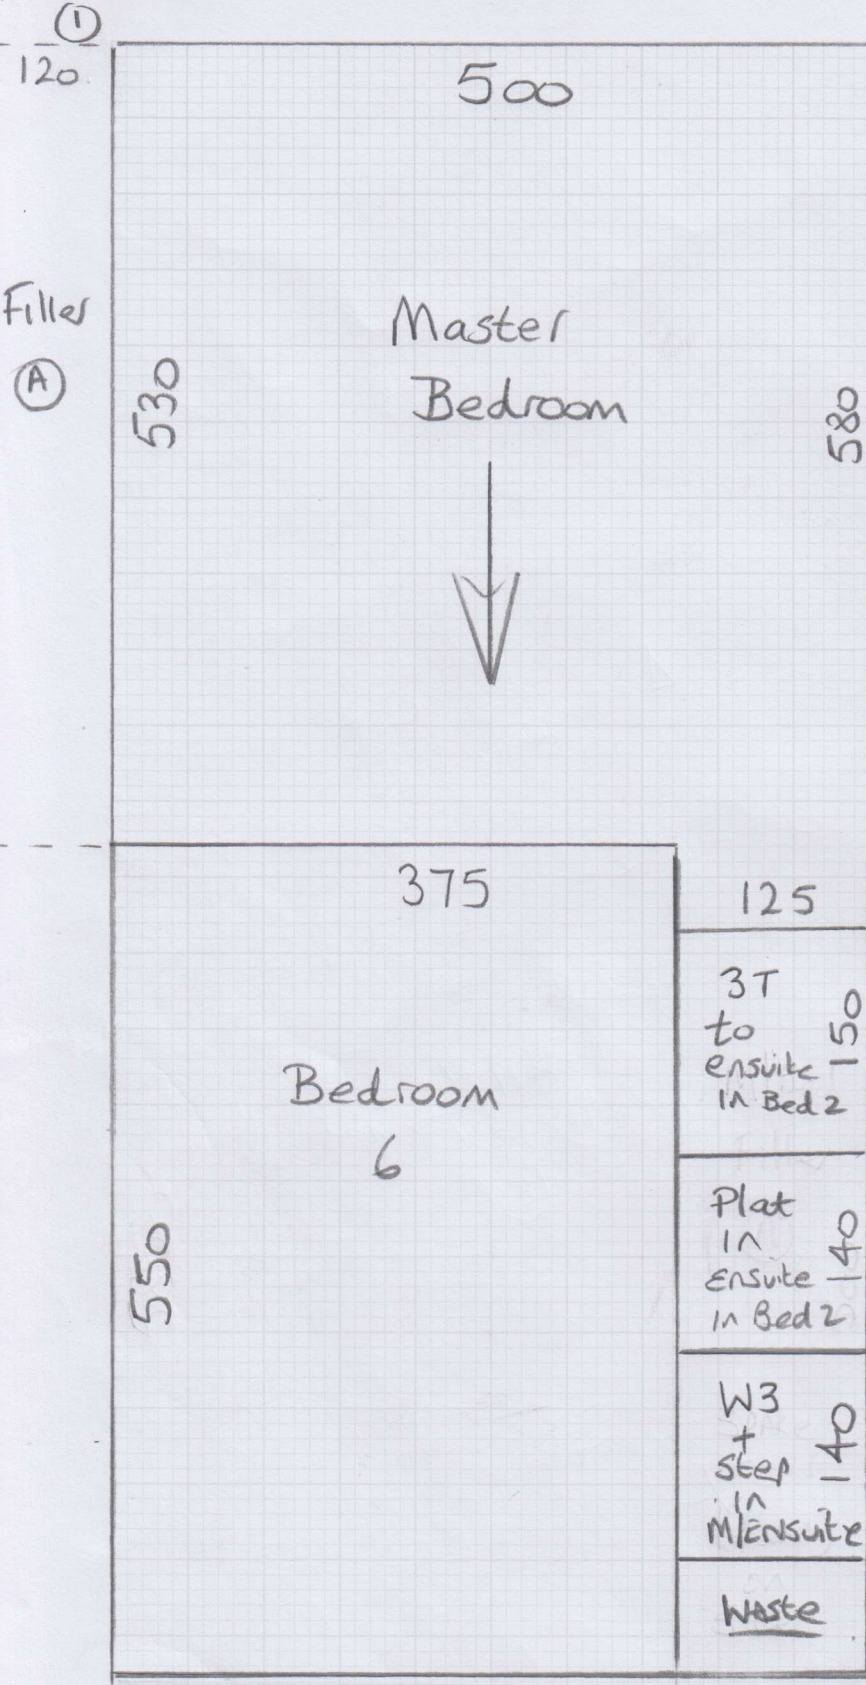 1
120
500
Filler
A
530
Master
Bedroom
580
375
125
Bedroom
6
550
3T
to
ensuite
in Bed 2
150
Plat
in
Ensuite
in Bed 2
140
W3
+
step
in
M/ENSuite
140
Waste